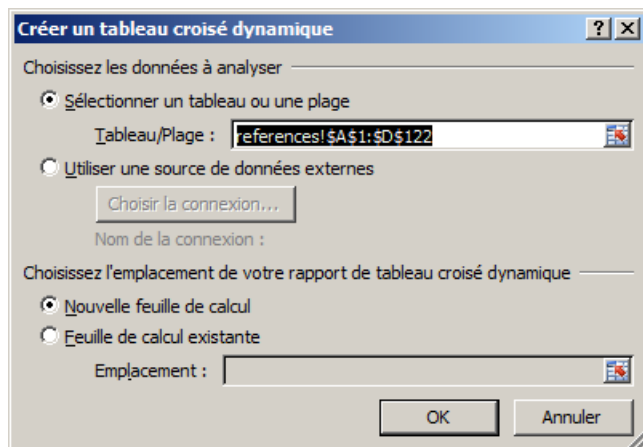 Créer un tableau croisé dynamique
Choisissez les données à analyser
Sélectionner un tableau ou une plage
Tableau/Plage : references!$A$1:$D$122
Utiliser une source de données externes
Choisir la connexion...
Nom de la connexion :
Choisissez l'emplacement de votre rapport de tableau croisé dynamique
Nouvelle feuille de calcul
Feuille de calcul existante
Emplacement :
OK Annuler